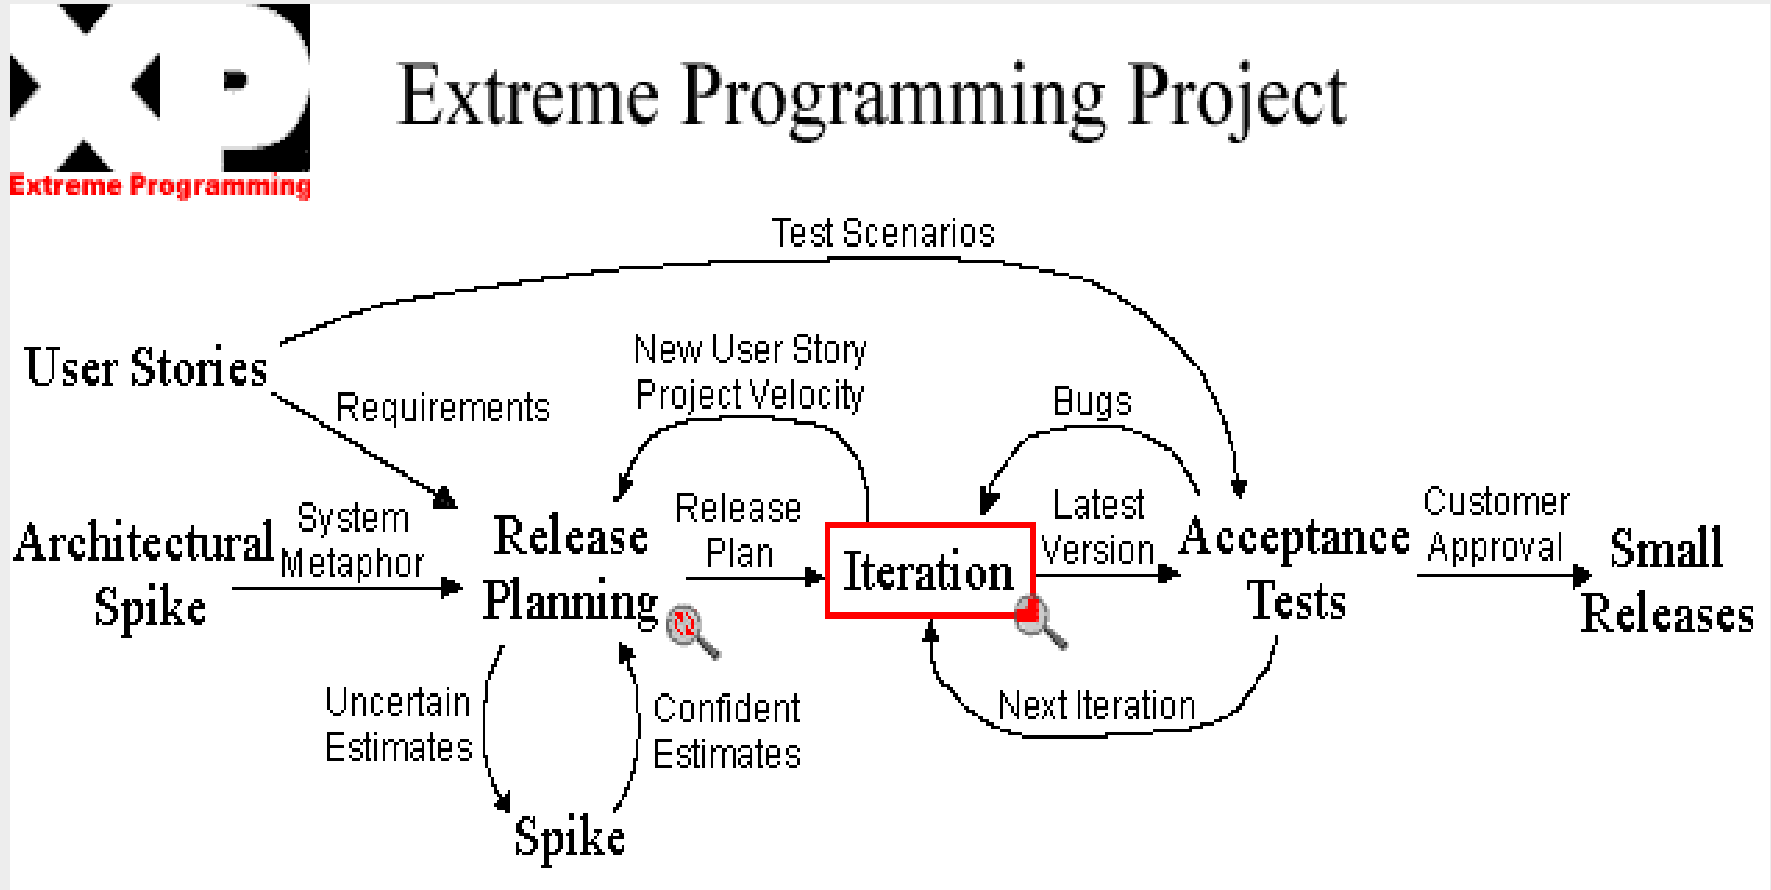 XP
Extreme Programming
Extreme Programming Project
Test Scenarios
User Stories
Requirements
New User Story
Project Velocity
Bugs
Architectural
Spike
System
Metaphor
Release
Planning
Release
Plan
Iteration
Latest
Version
Acceptance
Tests
Customer
Approval
Small
Releases
Uncertain
Estimates
Confident
Estimates
Next Iteration
Spike